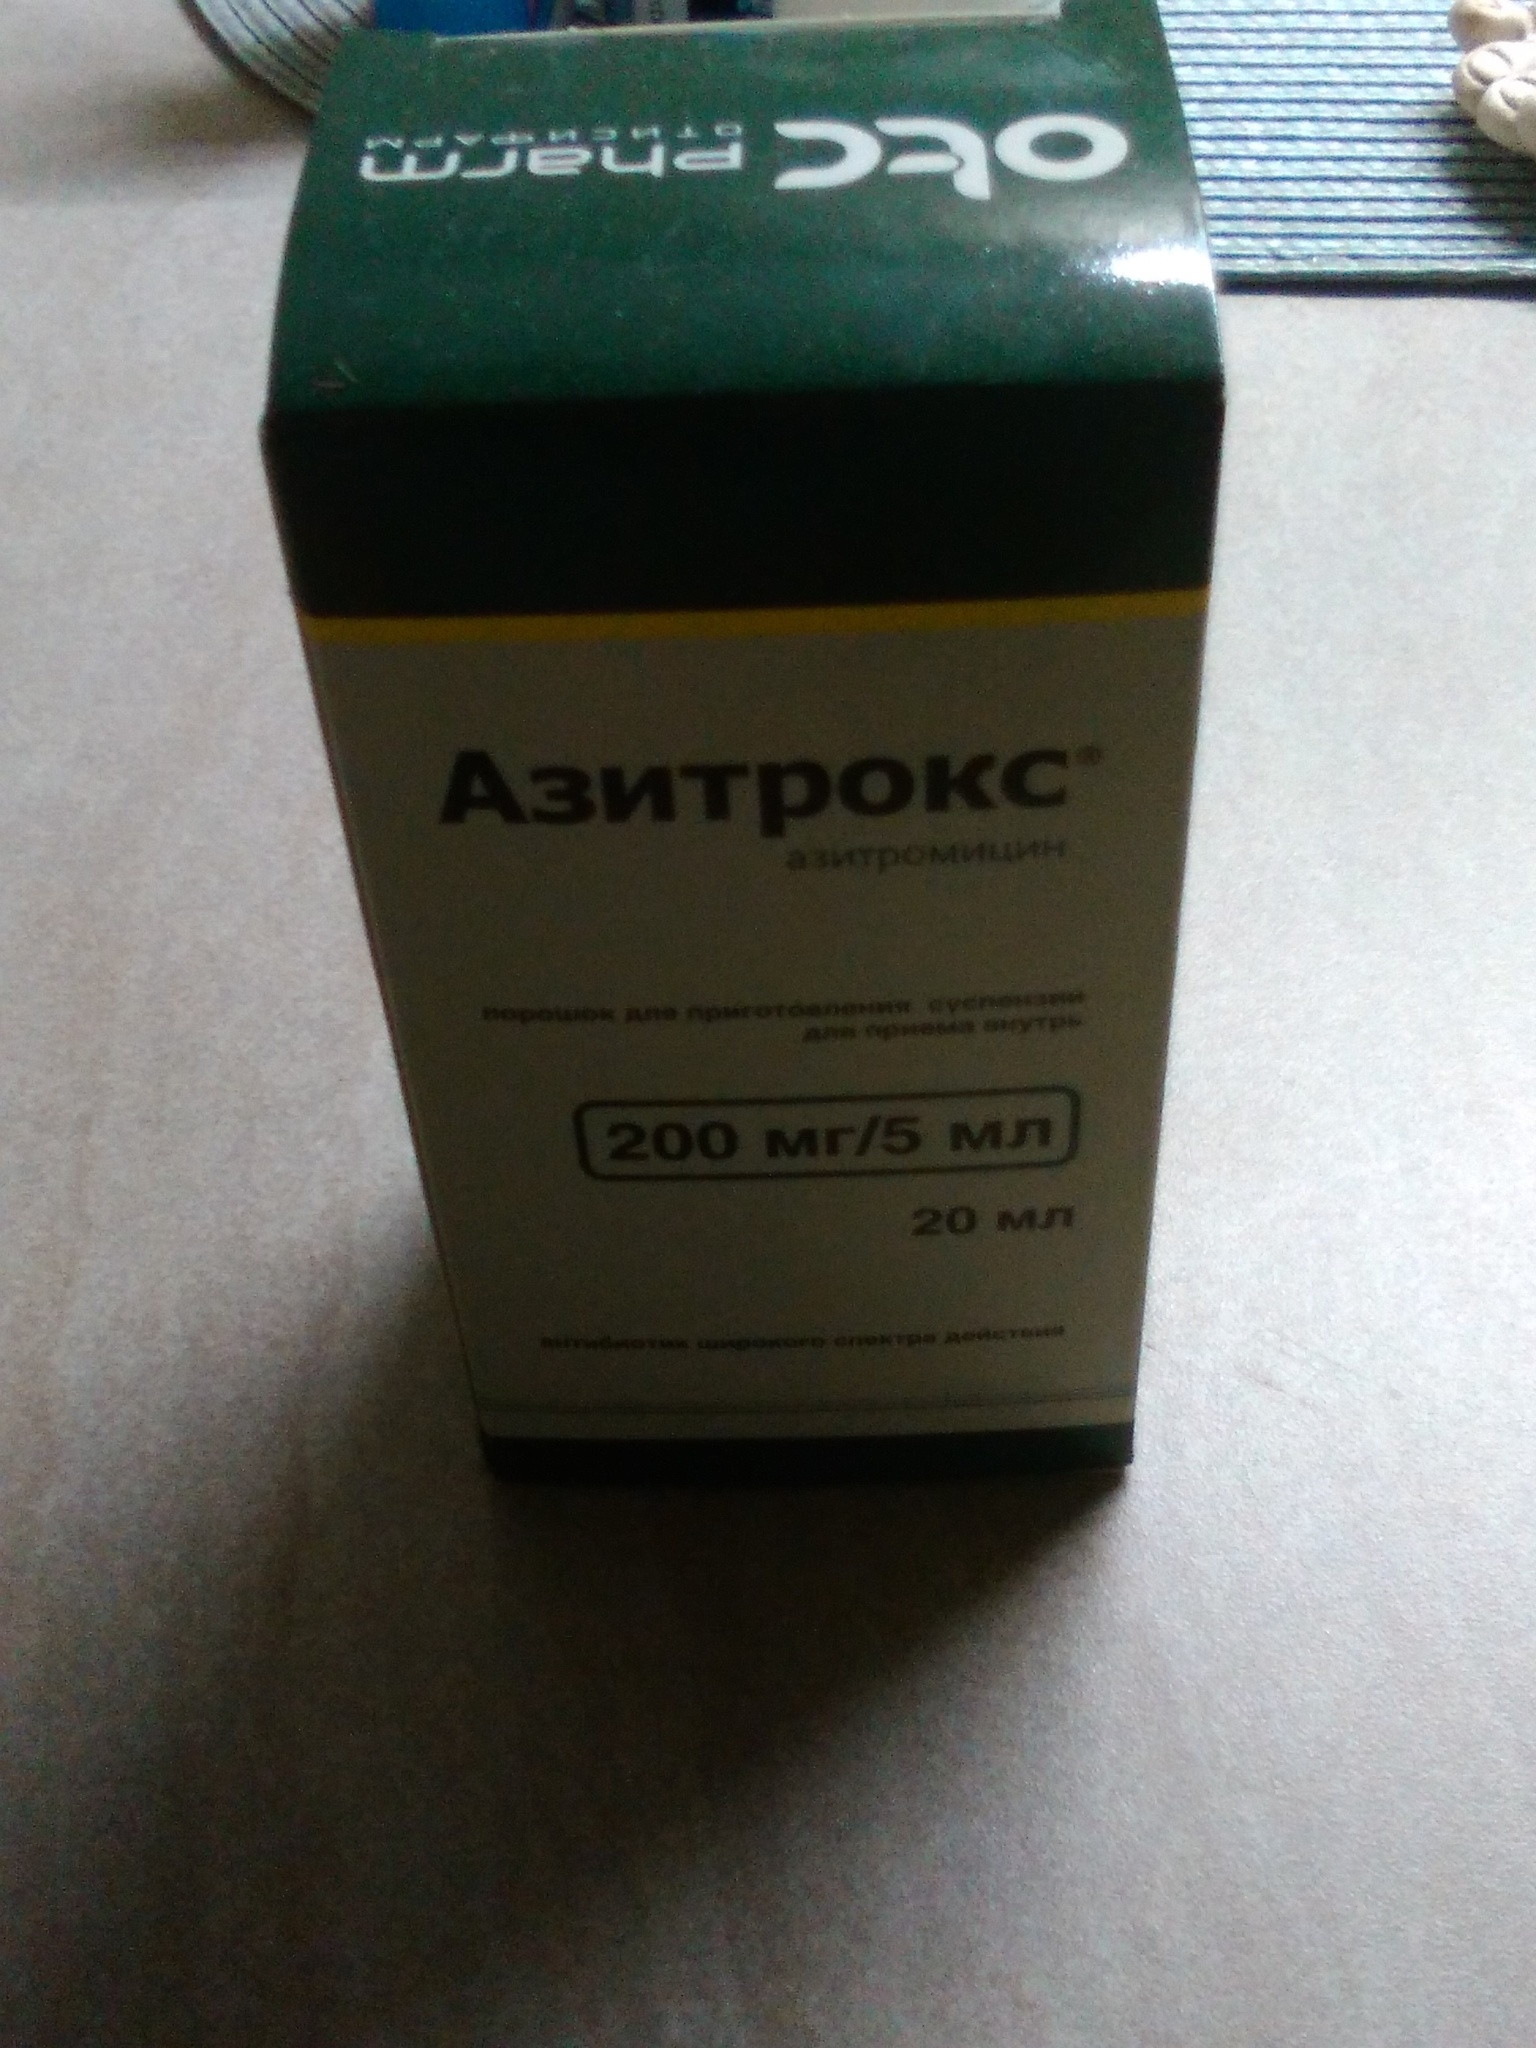 otc Pharm
ОТИСИФАРМ
Азитрокс®
азитромицин
порошок для приготовления суспензии
для приема внутрь
200 мг/5 мл
20 мл
антибиотик широкого спектра действия